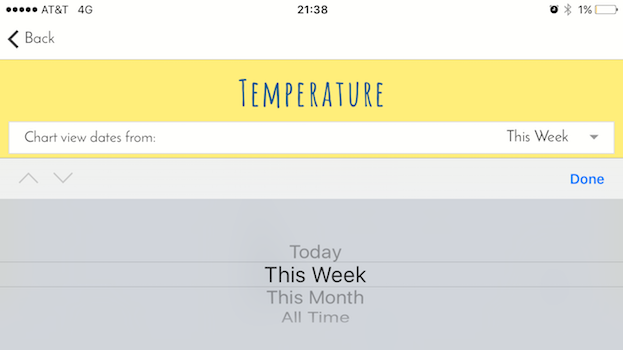 AT&T 4G 21:38 1%
Back
Temperature
Chart view dates from: This Week
Done
Today
This Week
This Month
All Time